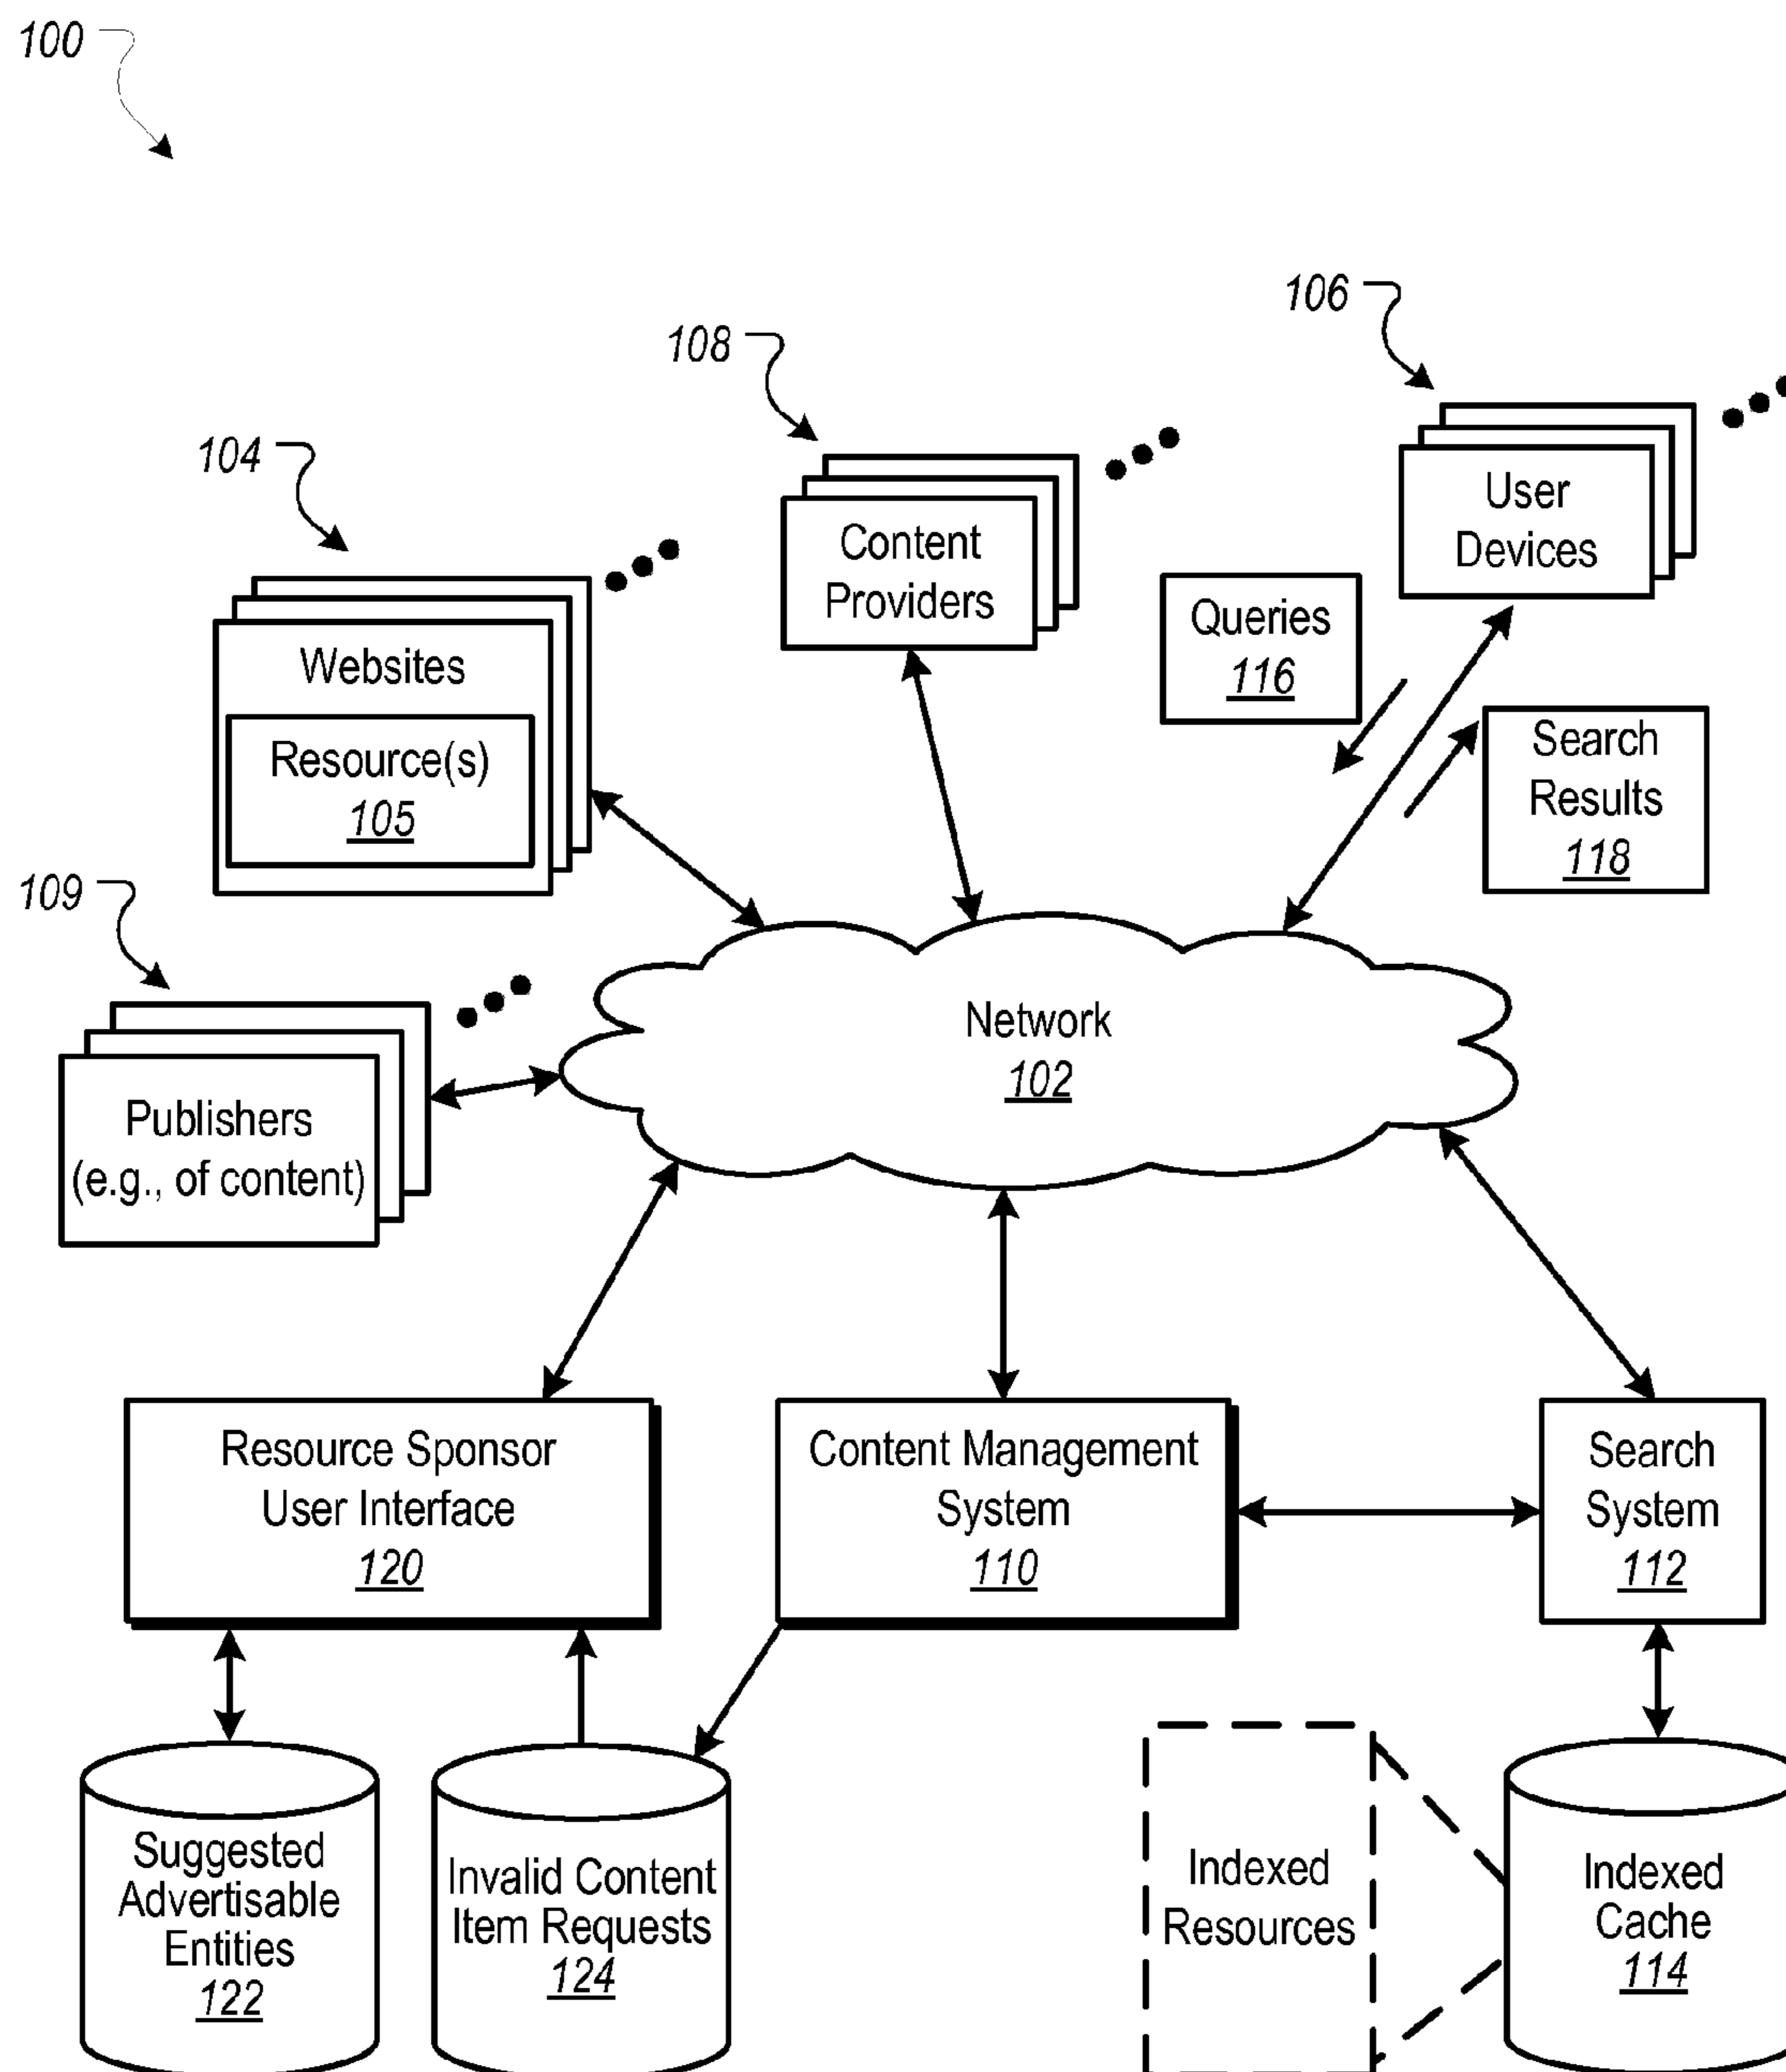 100
106
108
104
User
Devices
Content
Providers
Queries
116
Websites
Resource(s)
105
Search
Results
118
109
Network
102
Publishers
(e.g., of content)
Resource Sponsor
User Interface
120
Content Management
System
110
Search
System
112
Suggested
Advertisable
Entities
122
Invalid Content
Item Requests
124
Indexed
Resources
Indexed
Cache
114